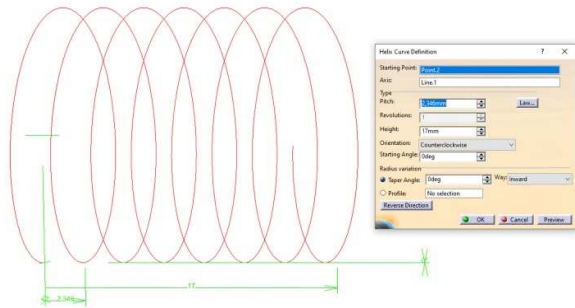 Helix Curve Definition ? X
Starting Point: Point.2
Axis: Line.1
Type
Pitch: 2,346mm Law...
Revolutions: 1
Height: 17mm
Orientation: Counterclockwise
Starting Angle: 0deg
Radius variation
Taper Angle: 0deg Way: Inward
Profile: No selection
Reverse Direction
OK Cancel Preview
17